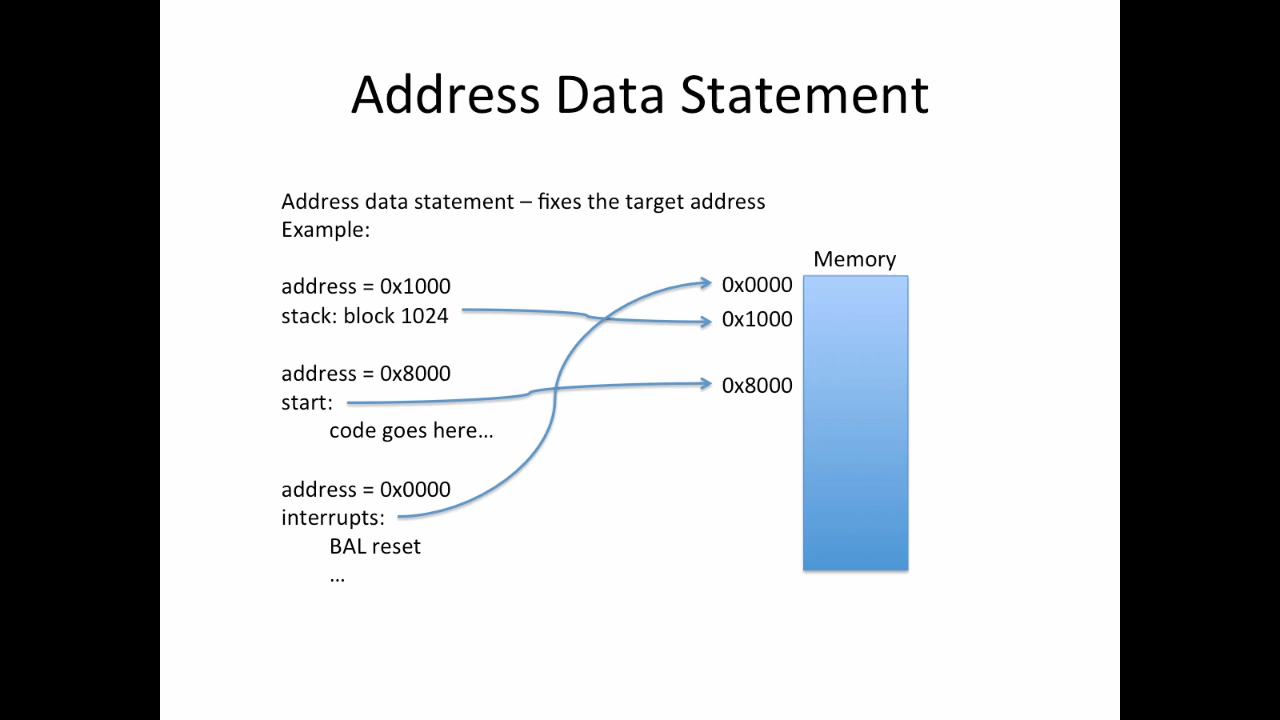 Address Data Statement
Address data statement – fixes the target address
Example:
address = 0x1000
stack: block 1024
address = 0x8000
start:
code goes here...
address = 0x0000
interrupts:
BAL reset
...
Memory
0x0000
0x1000
0x8000